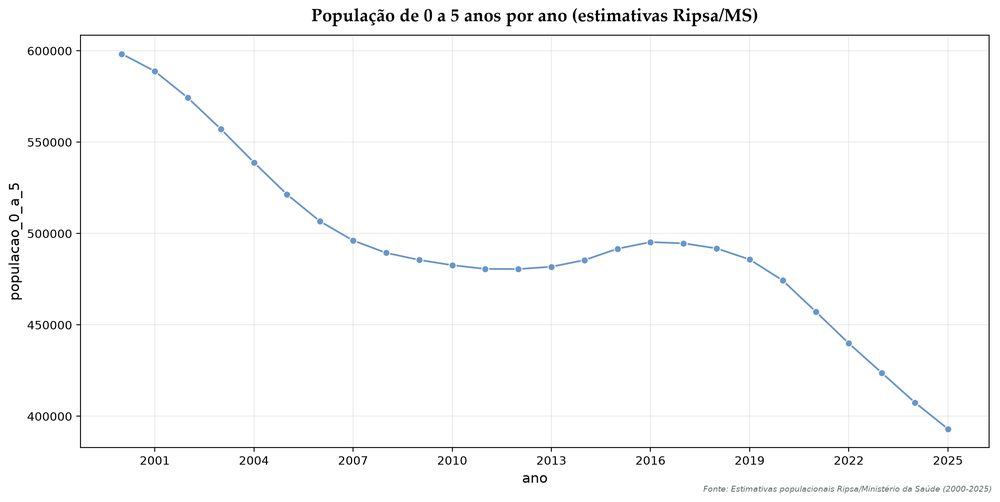 População de 0 a 5 anos por ano (estimativas Ripsa/MS)
600000
550000
500000
450000
400000
populacao_0_a_5
2001 2004 2007 2010 2013 2016 2019 2022 2025
ano
Fonte: Estimativas populacionais Ripsa/Ministério da Saúde (2000-2025)